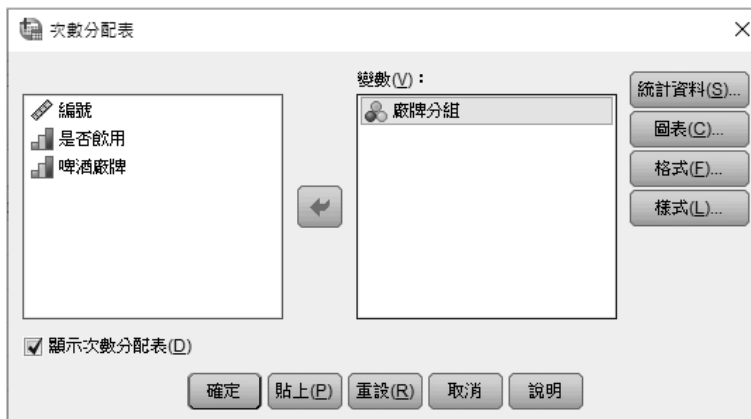 次數分配表
變數(V)：
編號
是否飲用
啤酒廠牌
廠牌分組
統計資料(S)...
圖表(C)...
格式(F)...
樣式(L)...
顯示次數分配表(D)
確定
貼上(P)
重設(R)
取消
說明